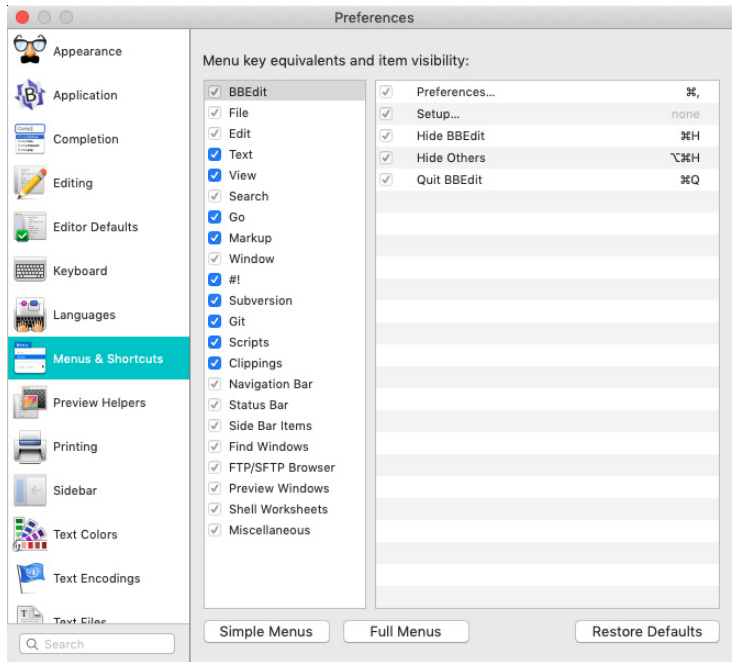 Preferences
Appearance
Application
Completion
Editing
Editor Defaults
Keyboard
Languages
Menus & Shortcuts
Preview Helpers
Printing
Sidebar
Text Colors
Text Encodings
Text Files
Search
Menu key equivalents and item visibility:
BBEdit
File
Edit
Text
View
Search
Go
Markup
Window
#!
Subversion
Git
Scripts
Clippings
Navigation Bar
Status Bar
Side Bar Items
Find Windows
FTP/SFTP Browser
Preview Windows
Shell Worksheets
Miscellaneous
Preferences... ⌘,
Setup... none
Hide BBEdit ⌘H
Hide Others ⌥⌘H
Quit BBEdit ⌘Q
Simple Menus
Full Menus
Restore Defaults